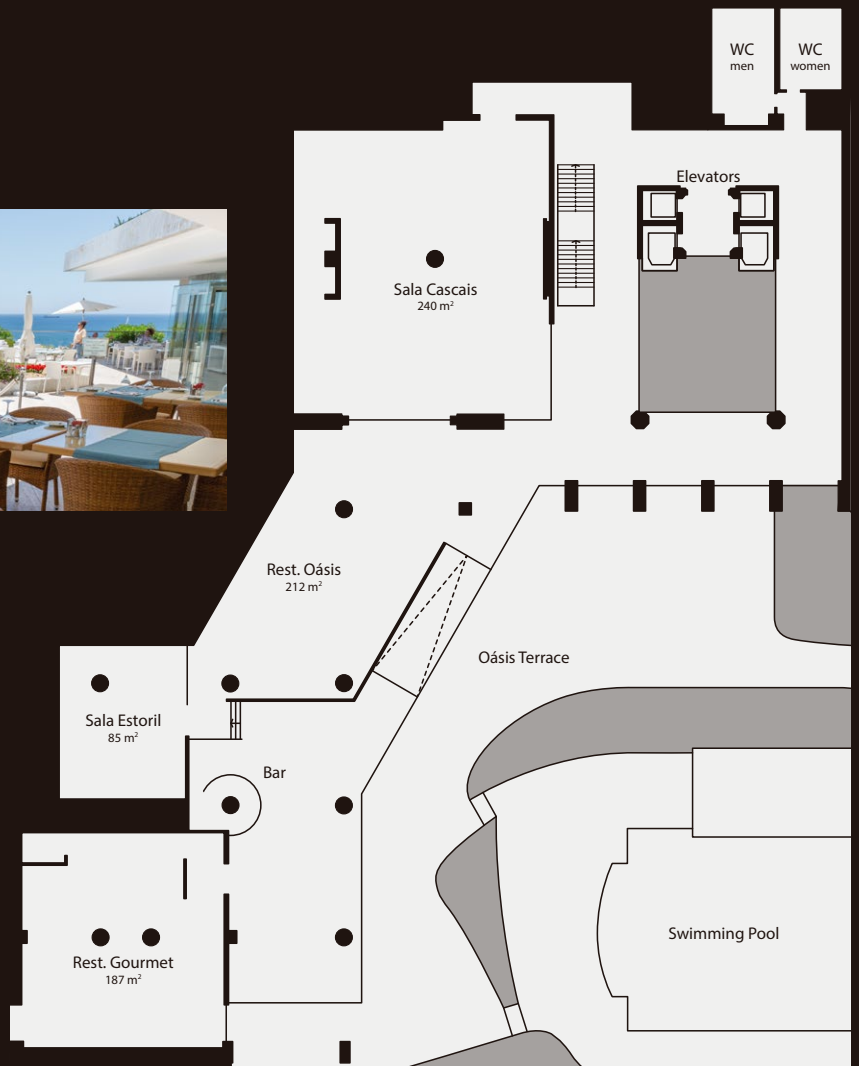 WC
men
WC
women
Elevators
Sala Cascais
240 m²
Rest. Oásis
212 m²
Oásis Terrace
Sala Estoril
85 m²
Bar
Swimming Pool
Rest. Gourmet
187 m²